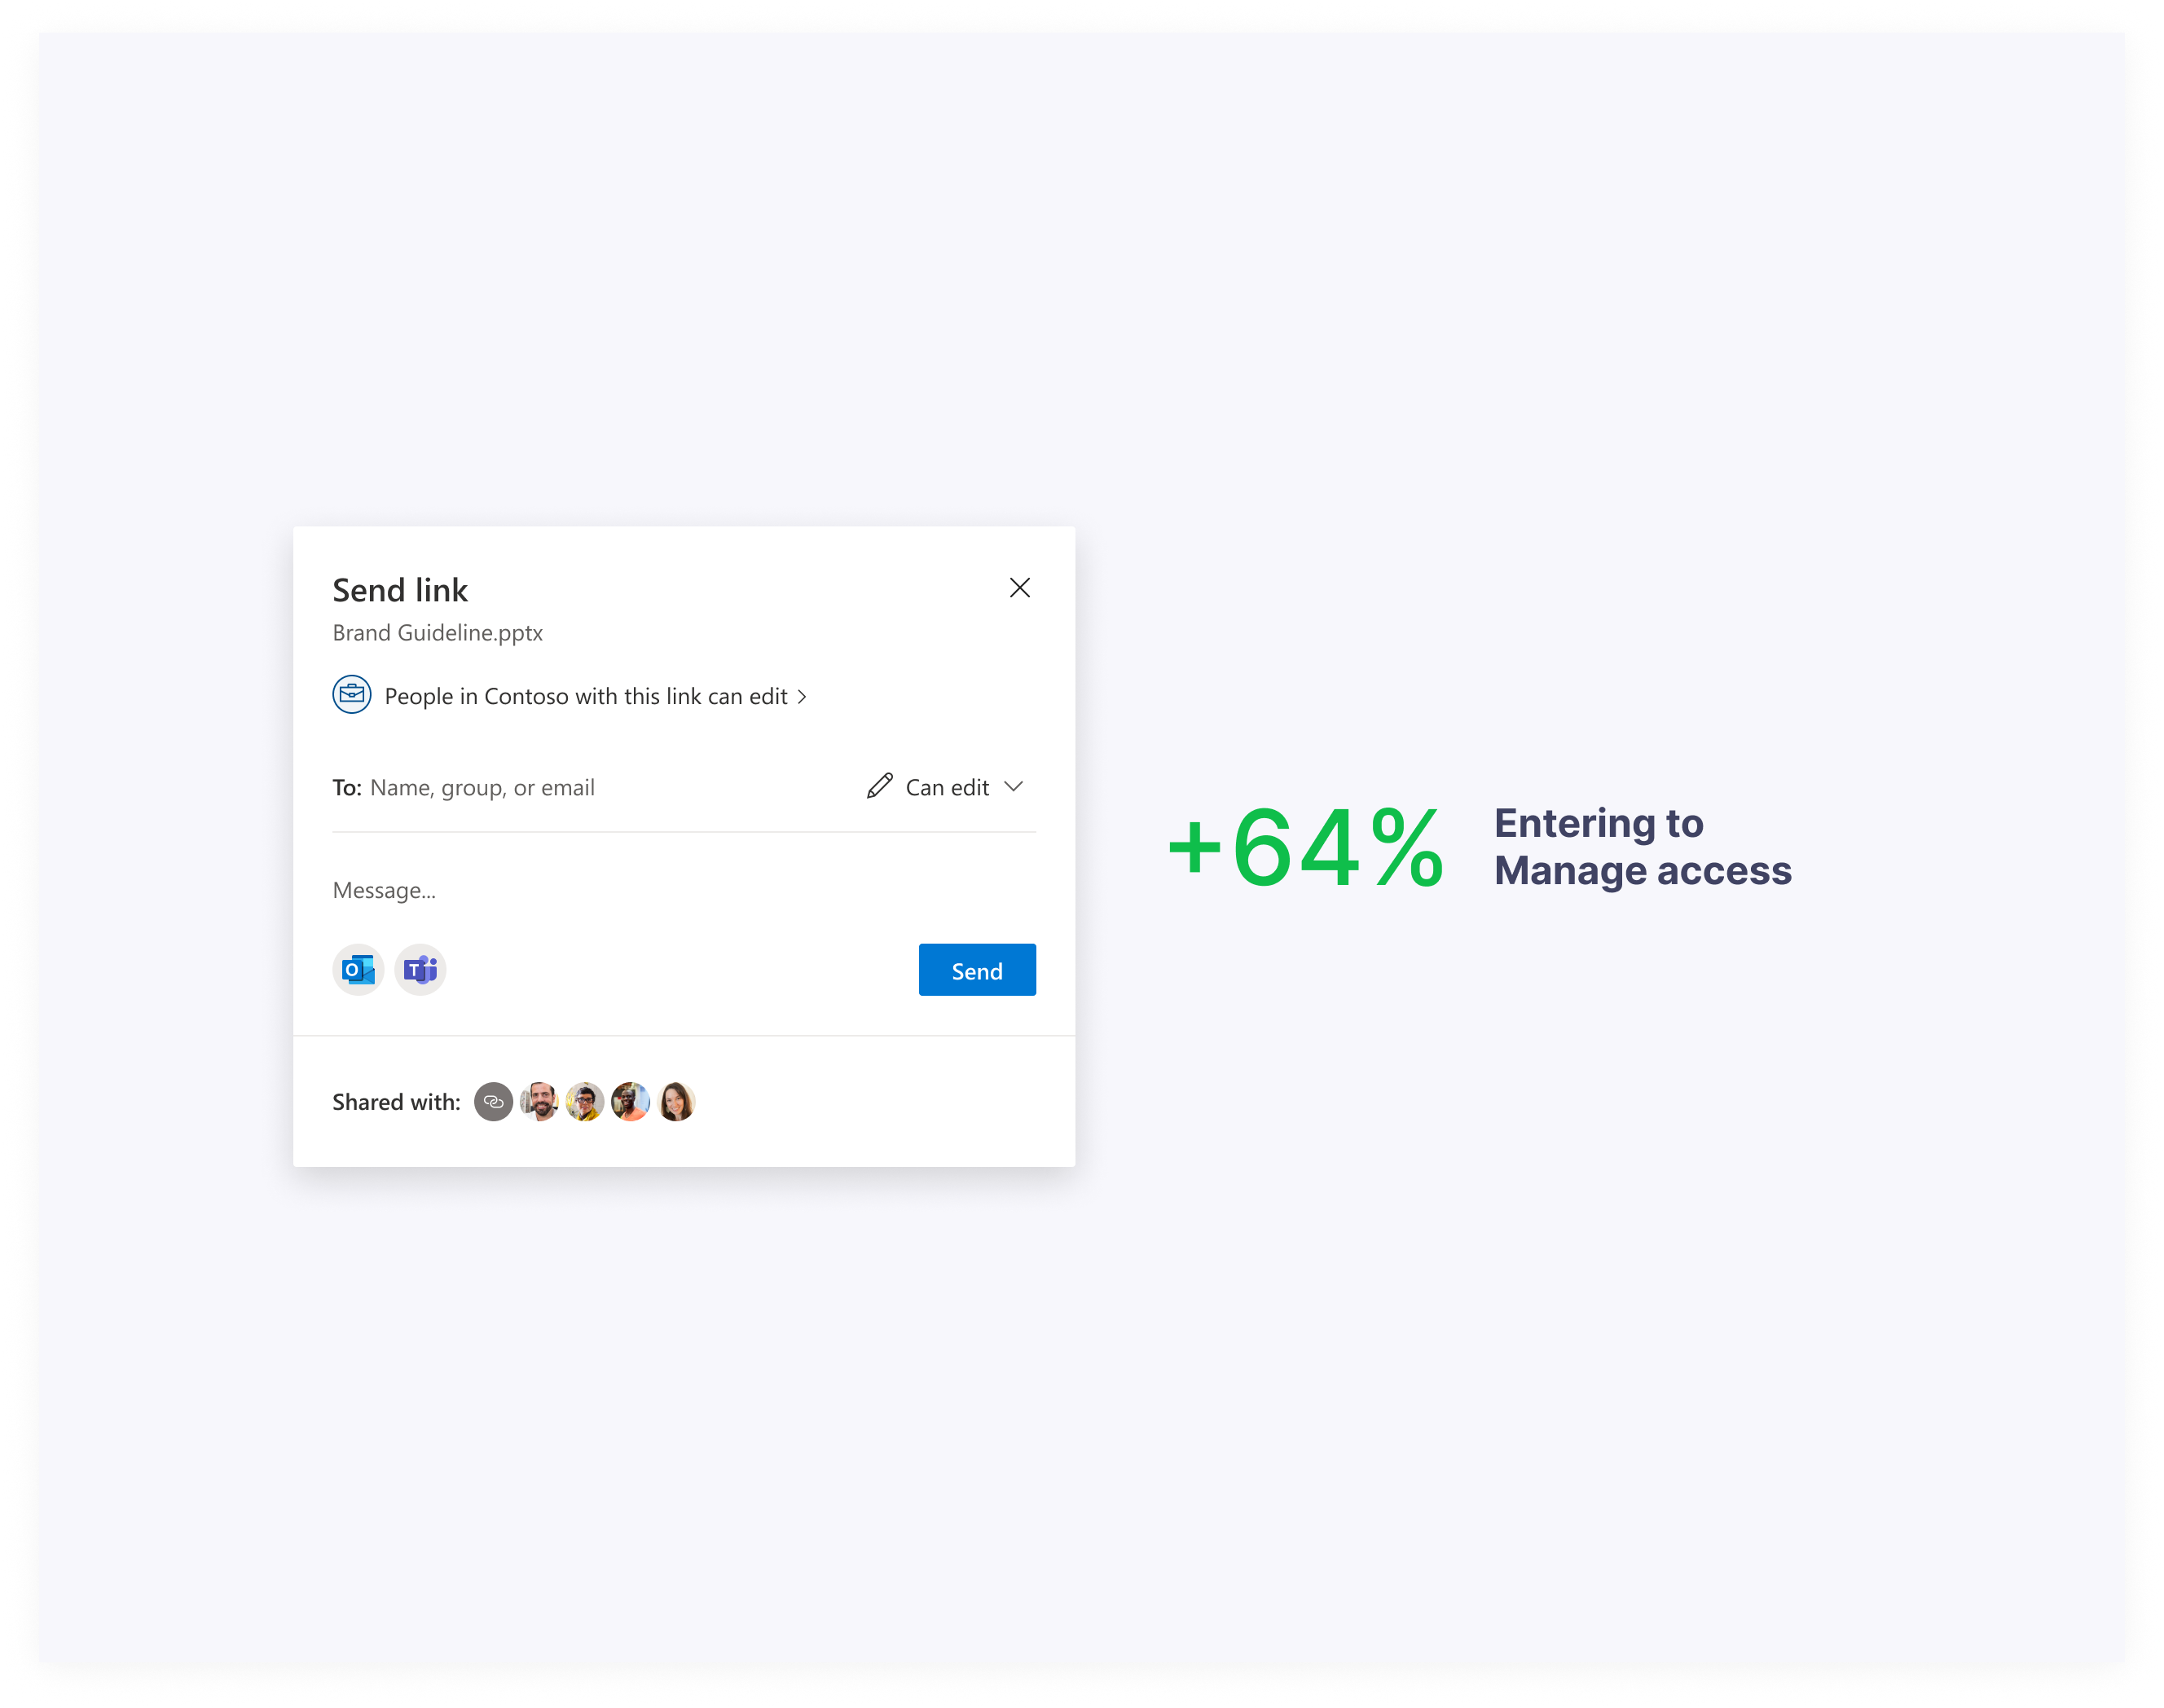 Send link
Brand Guideline.pptx
People in Contoso with this link can edit
To: Name, group, or email
Can edit
Message...
O
T
Send
Shared with:
+64%
Entering to
Manage access